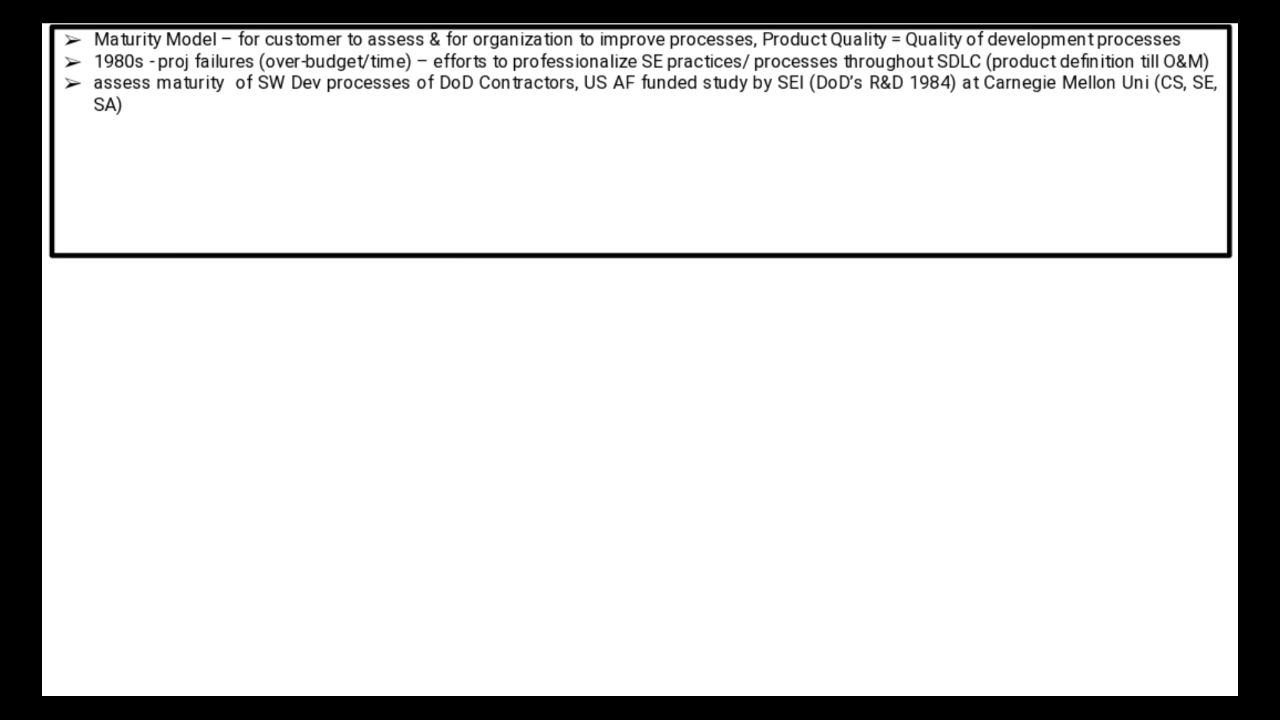 ➢ Maturity Model – for customer to assess & for organization to improve processes, Product Quality = Quality of development processes
➢ 1980s - proj failures (over-budget/time) – efforts to professionalize SE practices/ processes throughout SDLC (product definition till O&M)
➢ assess maturity of SW Dev processes of DoD Contractors, US AF funded study by SEI (DoD's R&D 1984) at Carnegie Mellon Uni (CS, SE,
SA)